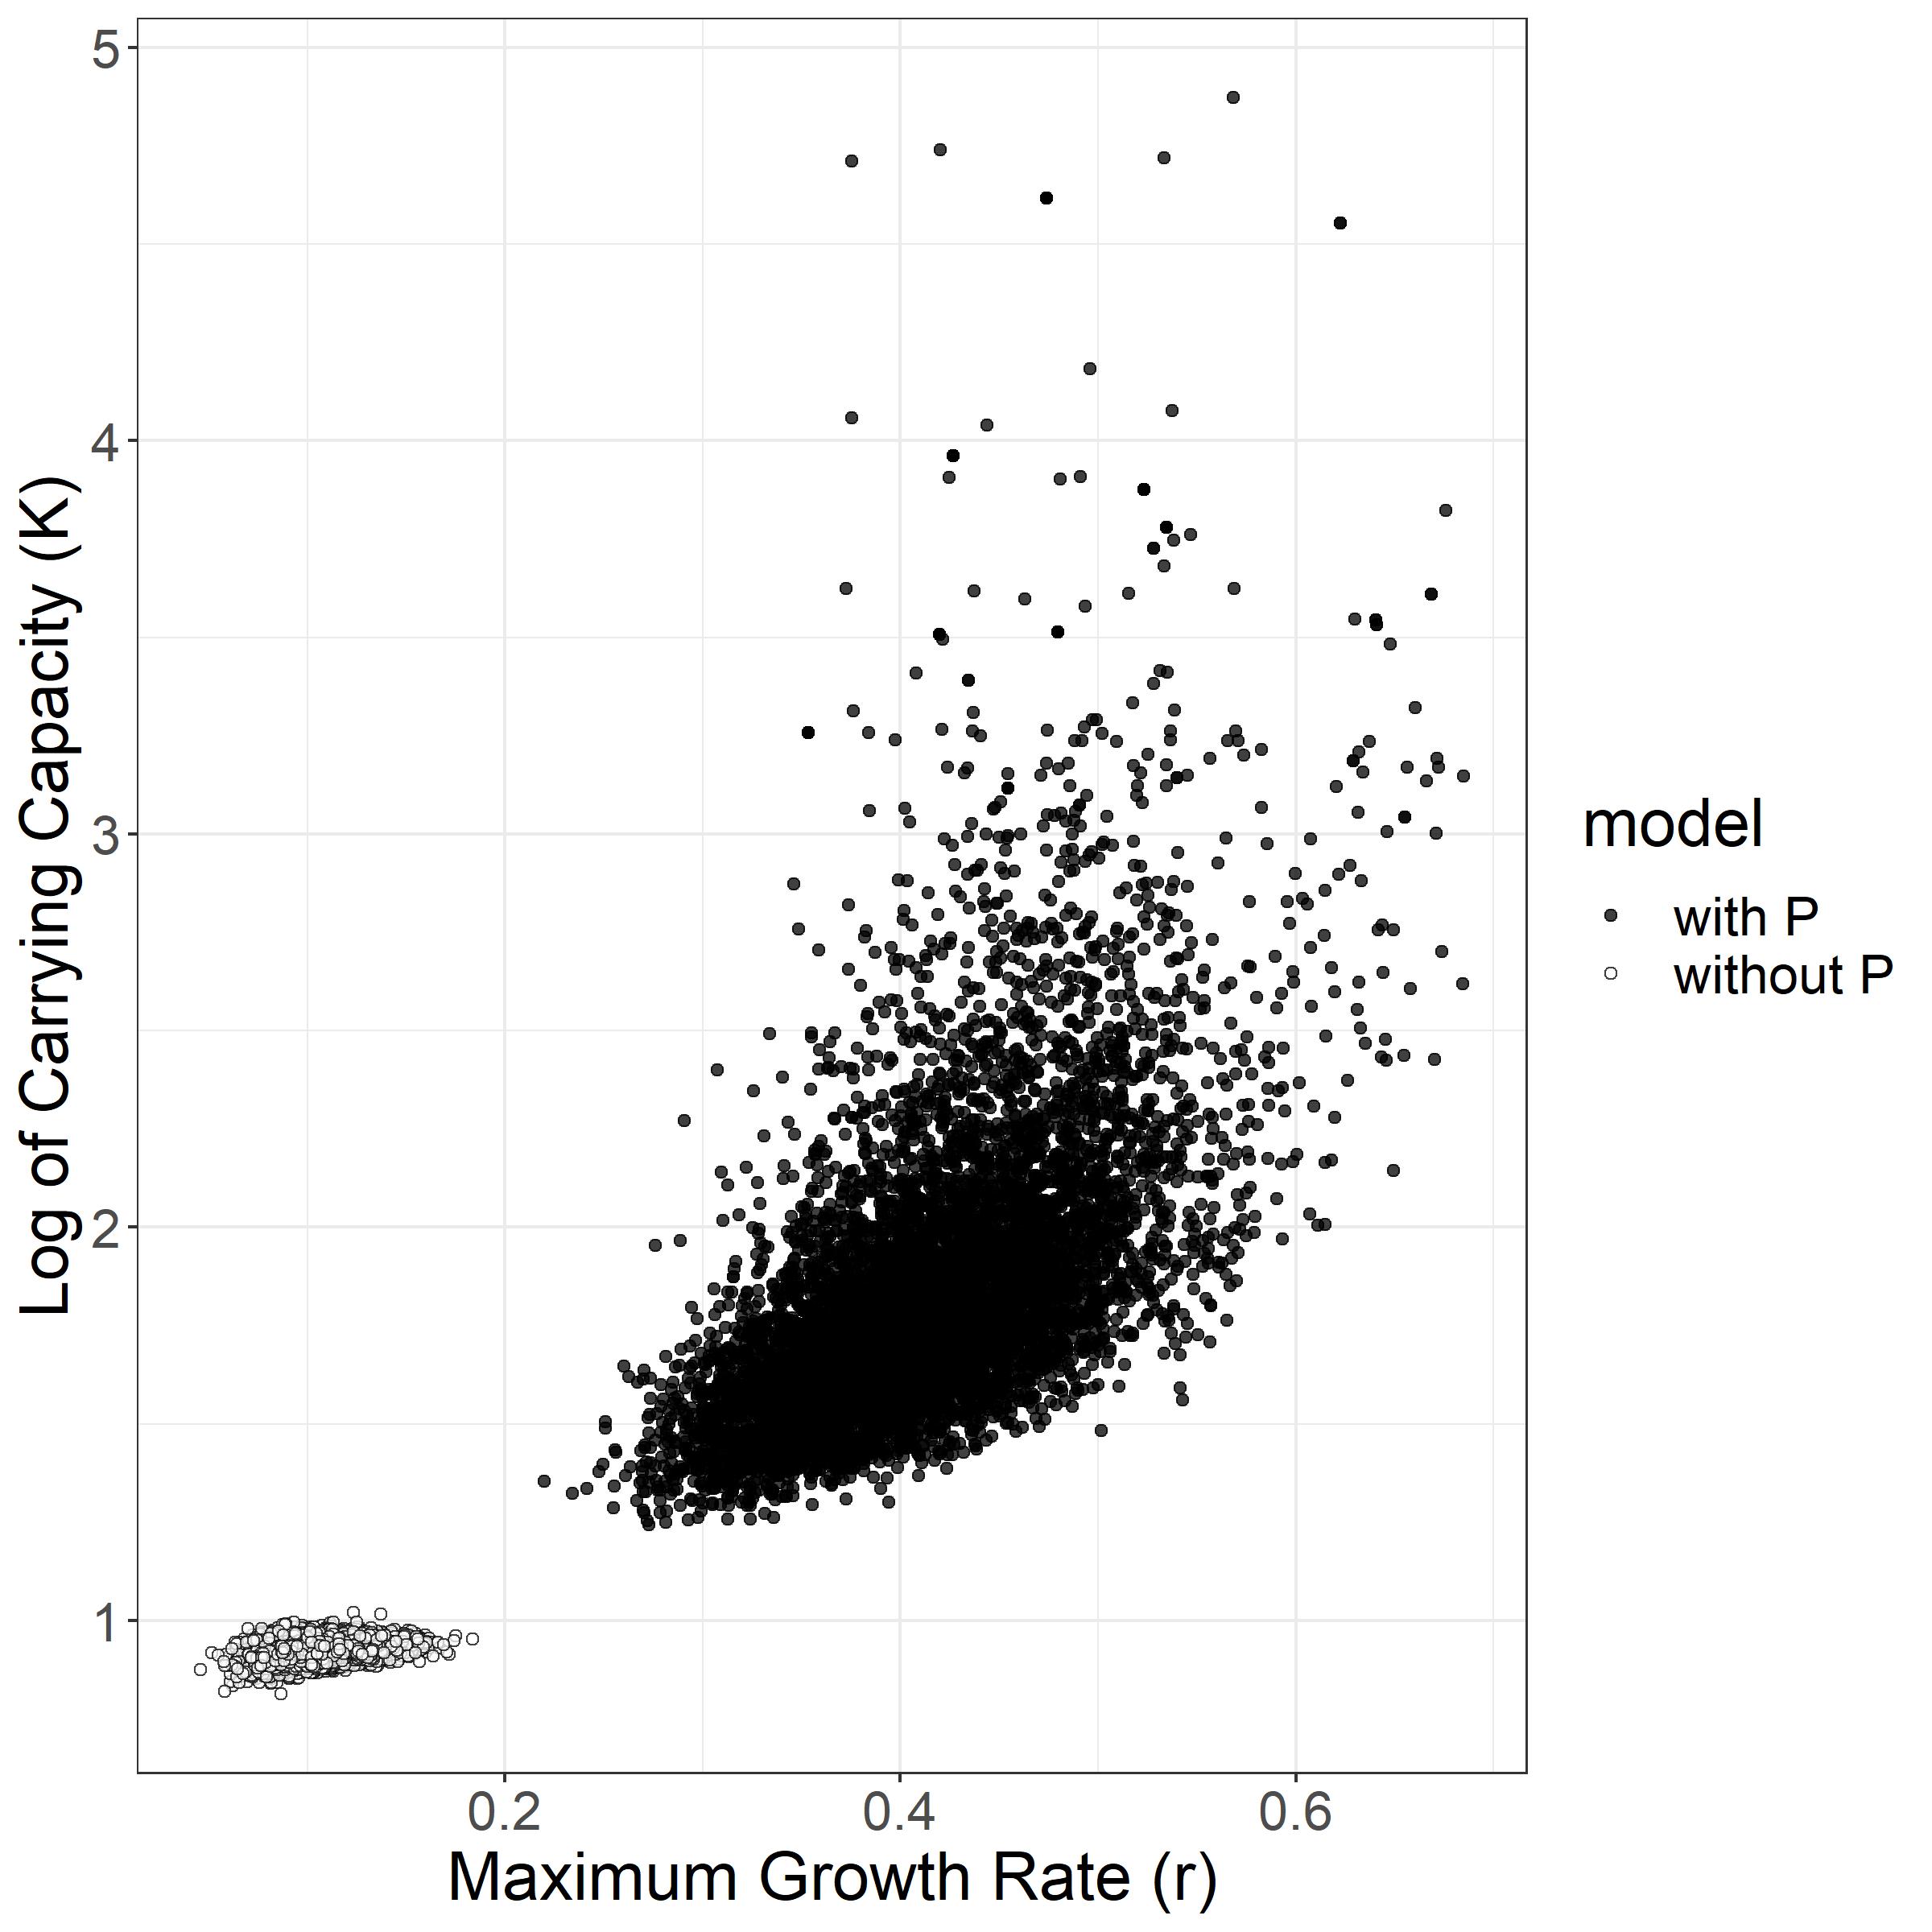 5
4
3
2
1
Log of Carrying Capacity (K)
0.2 0.4 0.6
Maximum Growth Rate (r)
model
with P
without P